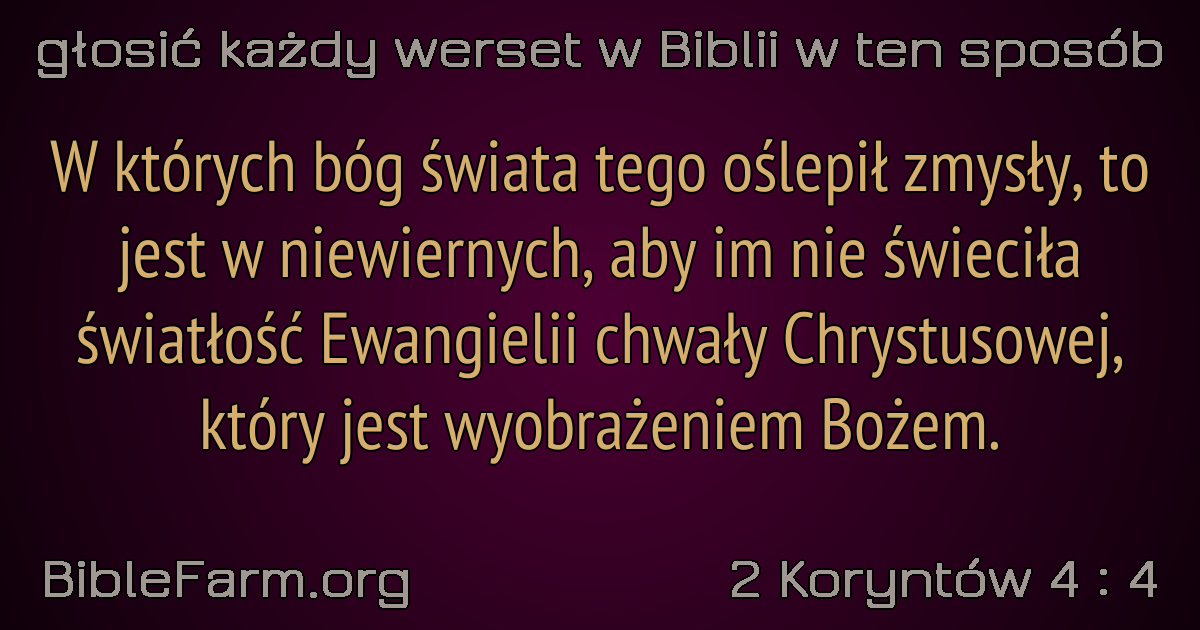 głosić każdy werset w Biblii w ten sposób
W których bóg świata tego oślepił zmysły, to
jest w niewiernych, aby im nie świeciła
światłość Ewangielii chwały Chrystusowej,
który jest wyobrażeniem Bożem.
BibleFarm.org
2 Koryntów 4 : 4